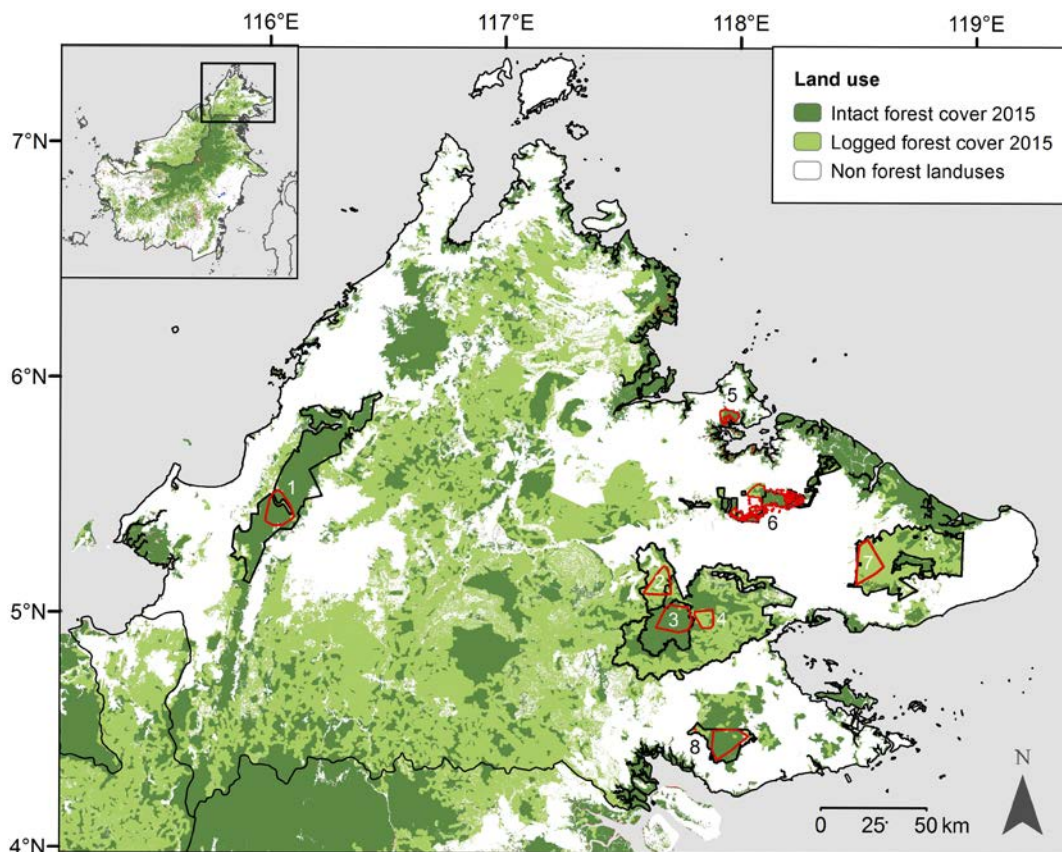 116°E 117°E 118°E 119°E
Land use
Intact forest cover 2015
Logged forest cover 2015
Non forest landuses
7°N
6°N
5
1
6
7
5°N
2
3
4
8
N
0 25 50 km
4°N